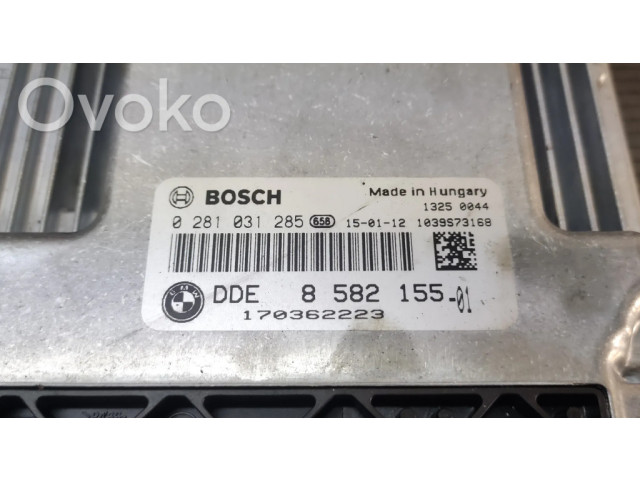 Ovoko
BOSCH Made in Hungary
1325 0044
0 281 031 285 658 15-01-12 1039S73168
BMW DDE 8 582 155-01
170362223